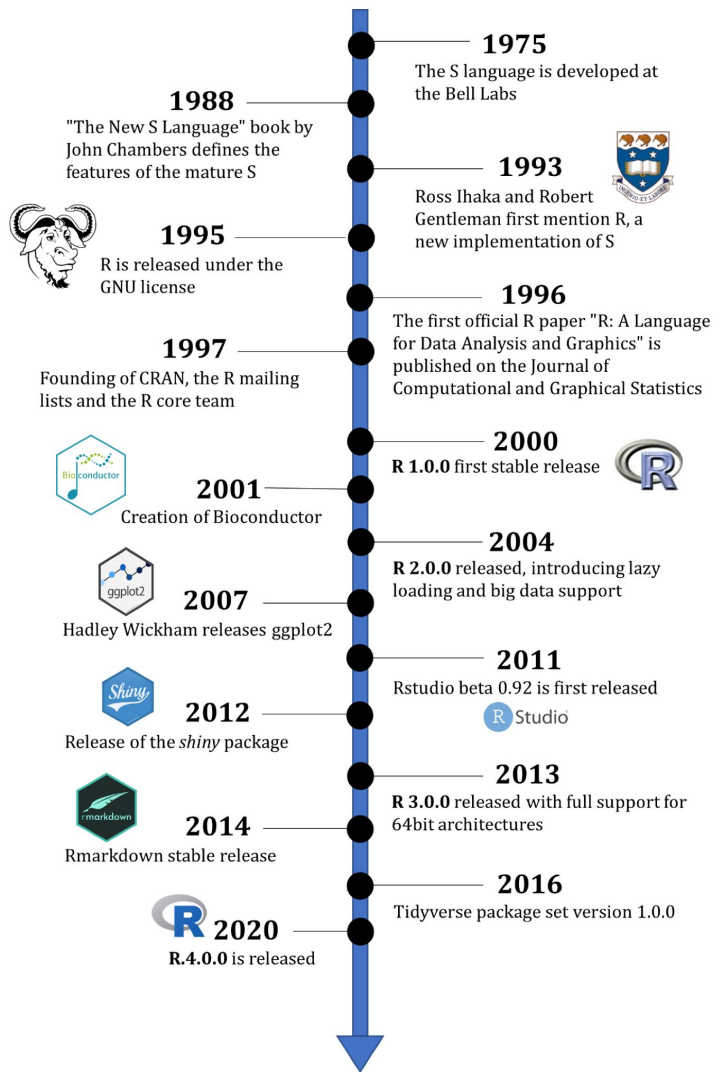 1975
The S language is developed at
the Bell Labs
1988
"The New S Language" book by
John Chambers defines the
features of the mature S
1993
Ross Ihaka and Robert
Gentleman first mention R, a
new implementation of S
INGENIO ET LABORE
1995
R is released under the
GNU license
1996
The first official R paper "R: A Language
for Data Analysis and Graphics" is
published on the Journal of
Computational and Graphical Statistics
1997
Founding of CRAN, the R mailing
lists and the R core team
2000
R 1.0.0 first stable release
R
Bioconductor
2001
Creation of Bioconductor
2004
R 2.0.0 released, introducing lazy
loading and big data support
ggplot2
2007
Hadley Wickham releases ggplot2
2011
Rstudio beta 0.92 is first released
R Studio
Shiny
2012
Release of the shiny package
2013
R 3.0.0 released with full support for
64bit architectures
rmarkdown
2014
Rmarkdown stable release
2016
Tidyverse package set version 1.0.0
R
2020
R.4.0.0 is released